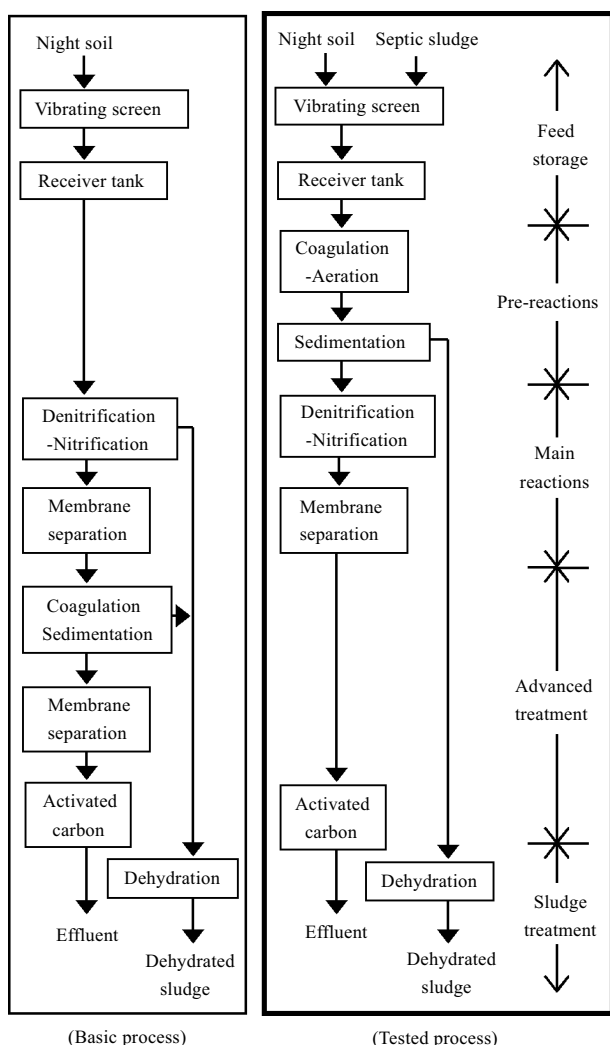 Night soil
Vibrating screen
Receiver tank
Denitrification
-Nitrification
Membrane
separation
Coagulation
Sedimentation
Membrane
separation
Activated
carbon
Dehydration
Effluent
Dehydrated
sludge
(Basic process)
Night soil
Septic sludge
Vibrating screen
Receiver tank
Coagulation
-Aeration
Sedimentation
Denitrification
-Nitrification
Membrane
separation
Activated
carbon
Dehydration
Effluent
Dehydrated
sludge
(Tested process)
Feed
storage
Pre-reactions
Main
reactions
Advanced
treatment
Sludge
treatment